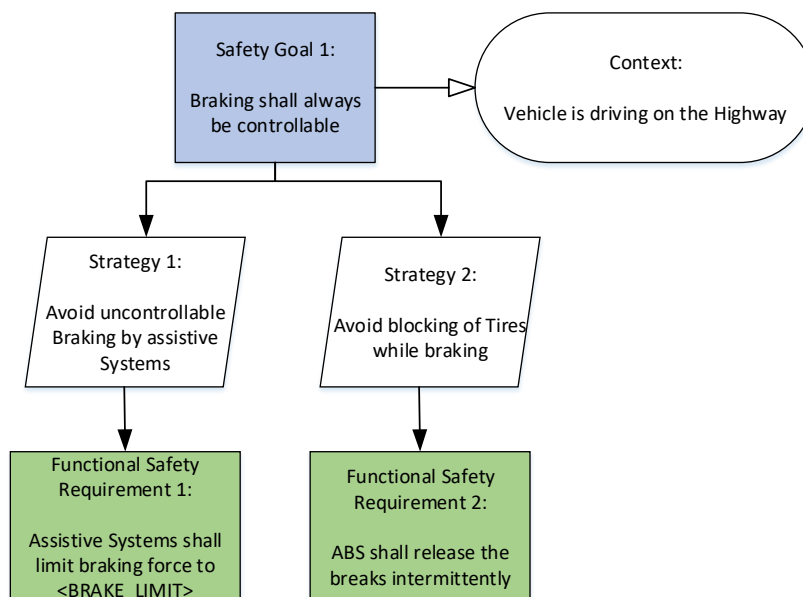 Safety Goal 1:
Braking shall always
be controllable
Context:
Vehicle is driving on the Highway
Strategy 1:
Avoid uncontrollable
Braking by assistive
Systems
Strategy 2:
Avoid blocking of Tires
while braking
Functional Safety
Requirement 1:
Assistive Systems shall
limit braking force to
<BRAKE_LIMIT>
Functional Safety
Requirement 2:
ABS shall release the
breaks intermittently